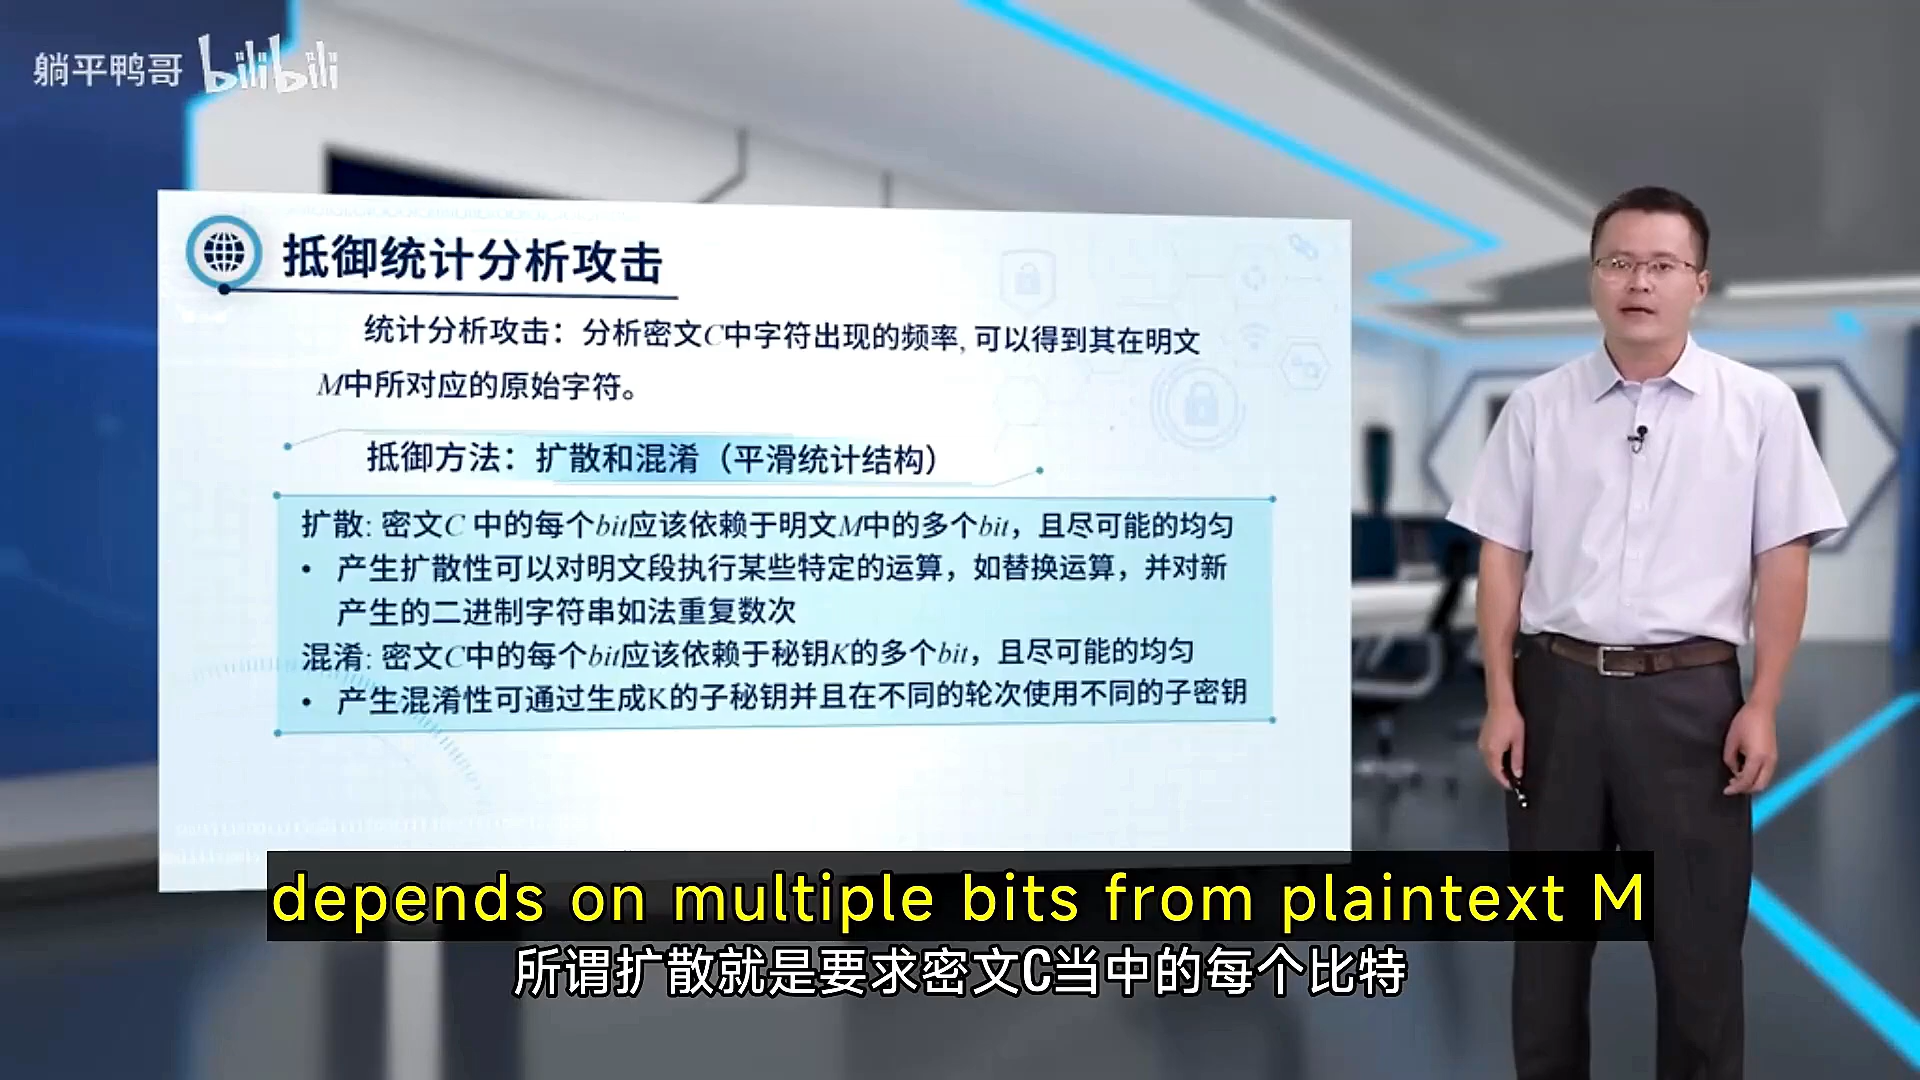 躺平鸭哥 bilibili
抵御统计分析攻击
统计分析攻击：分析密文C中字符出现的频率, 可以得到其在明文
M中所对应的原始字符。
抵御方法：扩散和混淆（平滑统计结构）
扩散: 密文C 中的每个bit应该依赖于明文M中的多个bit，且尽可能的均匀
• 产生扩散性可以对明文段执行某些特定的运算，如替换运算，并对新
产生的二进制字符串如法重复数次
混淆: 密文C中的每个bit应该依赖于秘钥K的多个bit，且尽可能的均匀
• 产生混淆性可通过生成K的子秘钥并且在不同的轮次使用不同的子密钥
depends on multiple bits from plaintext M
所谓扩散就是要求密文C当中的每个比特